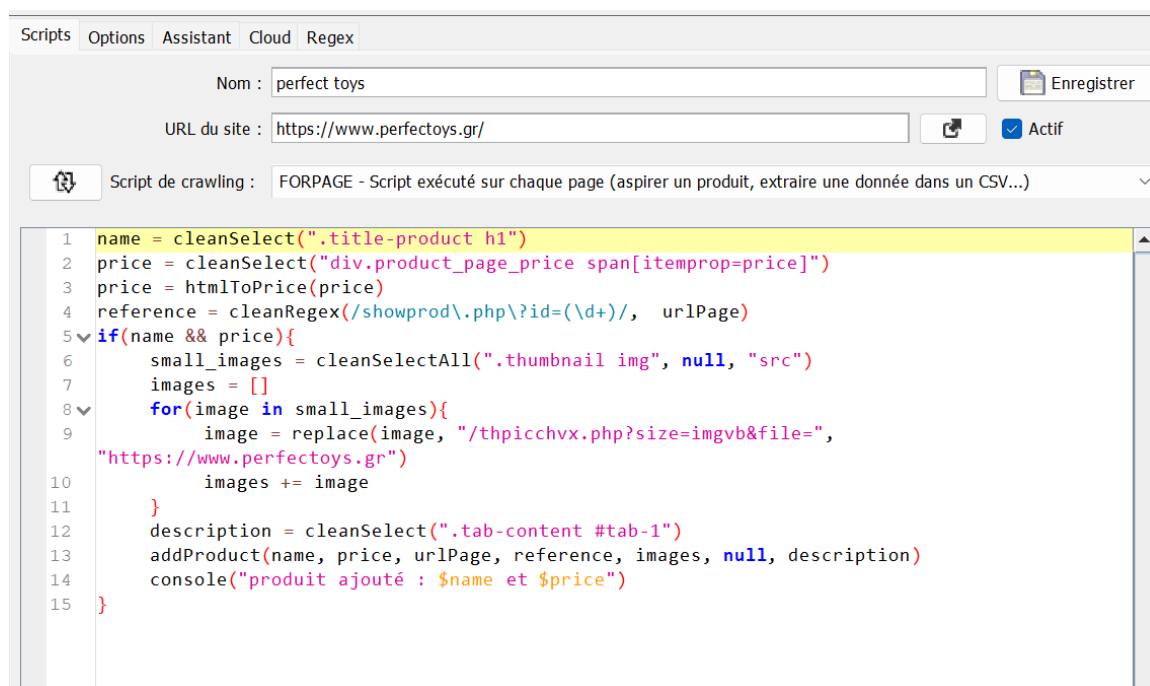 Scripts Options Assistant Cloud Regex
Nom : perfect toys Enregistrer
URL du site : https://www.perfectoys.gr/ Actif
Script de crawling : FORPAGE - Script exécuté sur chaque page (aspirer un produit, extraire une donnée dans un CSV...)
1 name = cleanSelect(".title-product h1")
2 price = cleanSelect("div.product_page_price span[itemprop=price]")
3 price = htmlToPrice(price)
4 reference = cleanRegex(/showprod\.php\?id=(\d+)/, urlPage)
5 if(name && price){
6 small_images = cleanSelectAll(".thumbnail img", null, "src")
7 images = []
8 for(image in small_images){
9 image = replace(image, "/thpicchvx.php?size=imgvb&file=",
"https://www.perfectoys.gr")
10 images += image
11 }
12 description = cleanSelect(".tab-content #tab-1")
13 addProduct(name, price, urlPage, reference, images, null, description)
14 console("produit ajouté : $name et $price")
15 }